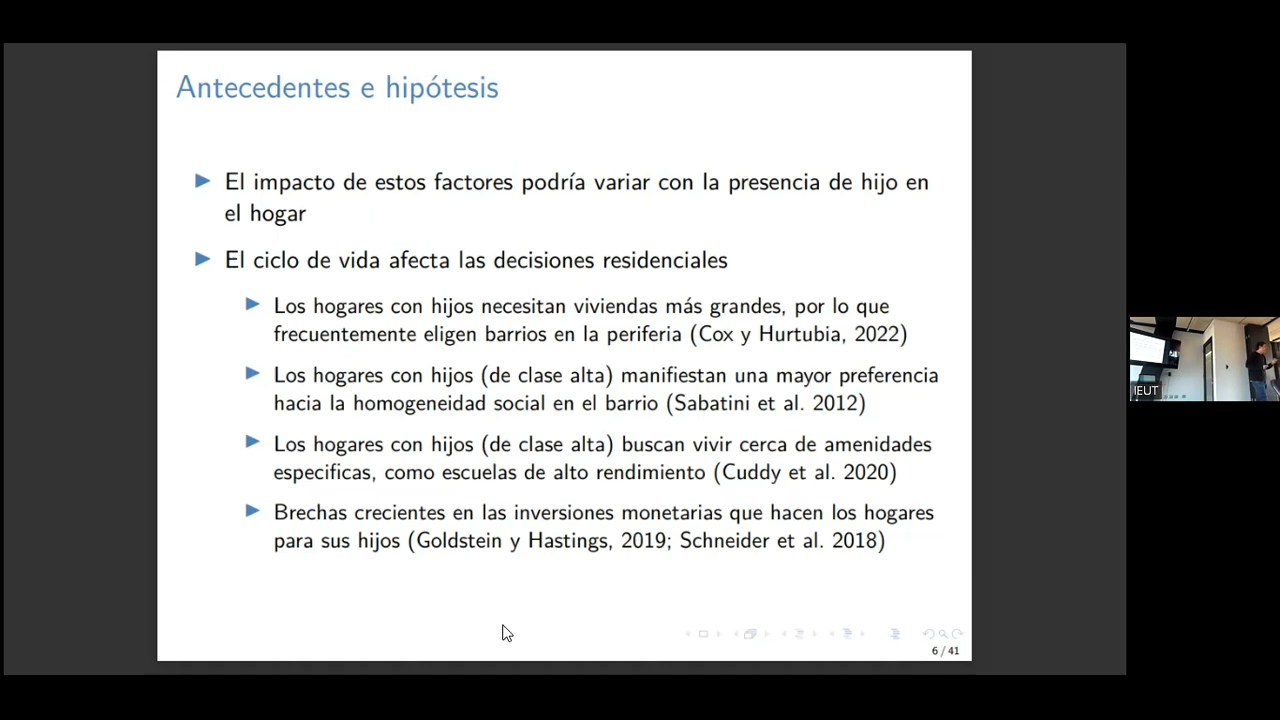 Antecedentes e hipótesis
El impacto de estos factores podría variar con la presencia de hijo en
el hogar
El ciclo de vida afecta las decisiones residenciales
Los hogares con hijos necesitan viviendas más grandes, por lo que
frecuentemente eligen barrios en la periferia (Cox y Hurtubia, 2022)
Los hogares con hijos (de clase alta) manifiestan una mayor preferencia
hacia la homogeneidad social en el barrio (Sabatini et al. 2012)
Los hogares con hijos (de clase alta) buscan vivir cerca de amenidades
especificas, como escuelas de alto rendimiento (Cuddy et al. 2020)
Brechas crecientes en las inversiones monetarias que hacen los hogares
para sus hijos (Goldstein y Hastings, 2019; Schneider et al. 2018)
6 / 41
IEUT